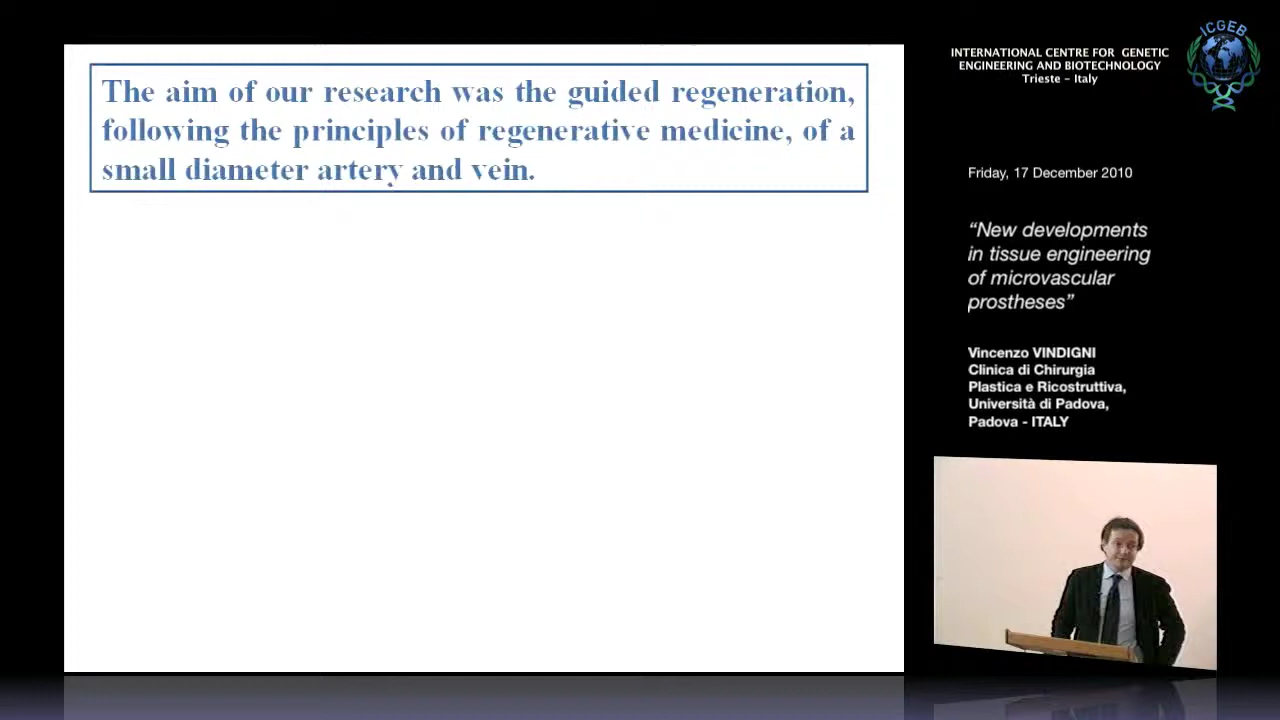 The aim of our research was the guided regeneration,
following the principles of regenerative medicine, of a
small diameter artery and vein.
ICGEB
INTERNATIONAL CENTRE FOR GENETIC
ENGINEERING AND BIOTECHNOLOGY
Trieste - Italy
Friday, 17 December 2010
“New developments
in tissue engineering
of microvascular
prostheses”
Vincenzo VINDIGNI
Clinica di Chirurgia
Plastica e Ricostruttiva,
Università di Padova,
Padova - ITALY